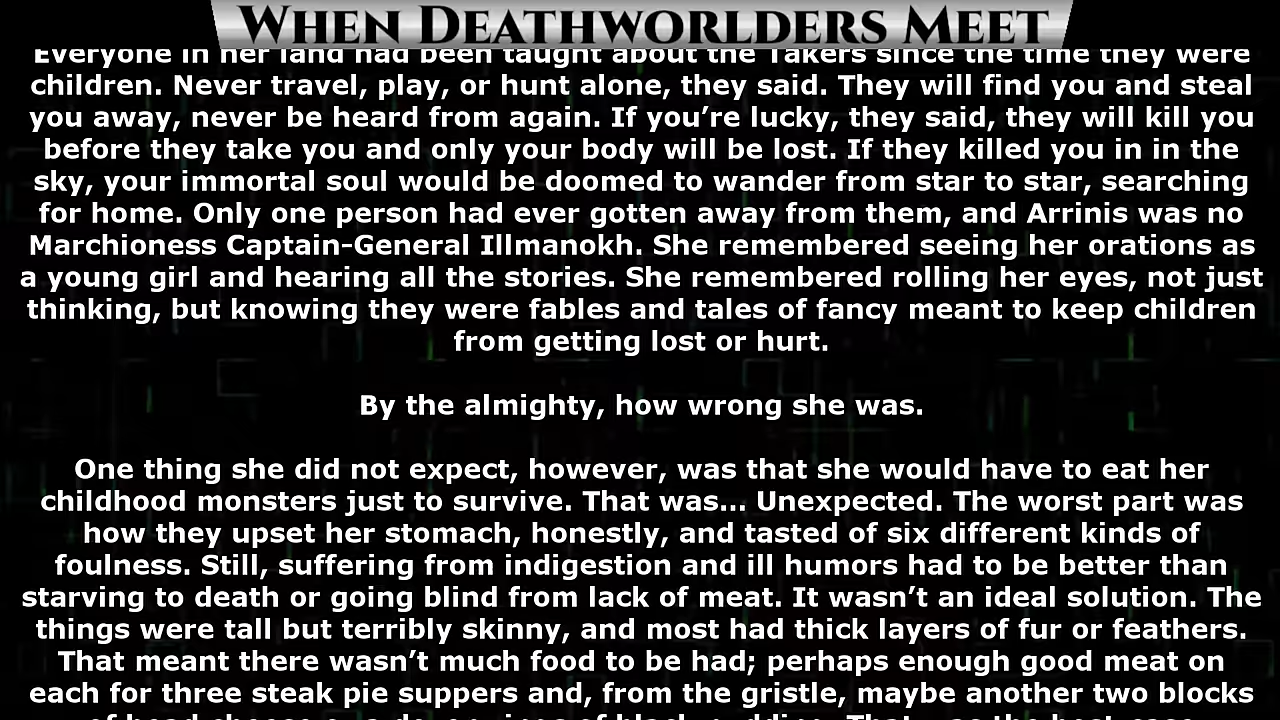 WHEN DEATHWORLDERS MEET
Everyone in her land had been taught about the Takers since the time they were
children. Never travel, play, or hunt alone, they said. They will find you and steal
you away, never be heard from again. If you’re lucky, they said, they will kill you
before they take you and only your body will be lost. If they killed you in in the
sky, your immortal soul would be doomed to wander from star to star, searching
for home. Only one person had ever gotten away from them, and Arrinis was no
Marchioness Captain-General Illmanokh. She remembered seeing her orations as
a young girl and hearing all the stories. She remembered rolling her eyes, not just
thinking, but knowing they were fables and tales of fancy meant to keep children
from getting lost or hurt.
By the almighty, how wrong she was.
One thing she did not expect, however, was that she would have to eat her
childhood monsters just to survive. That was... Unexpected. The worst part was
how they upset her stomach, honestly, and tasted of six different kinds of
foulness. Still, suffering from indigestion and ill humors had to be better than
starving to death or going blind from lack of meat. It wasn’t an ideal solution. The
things were tall but terribly skinny, and most had thick layers of fur or feathers.
That meant there wasn’t much food to be had; perhaps enough good meat on
each for three steak pie suppers and, from the gristle, maybe another two blocks
of head cheese